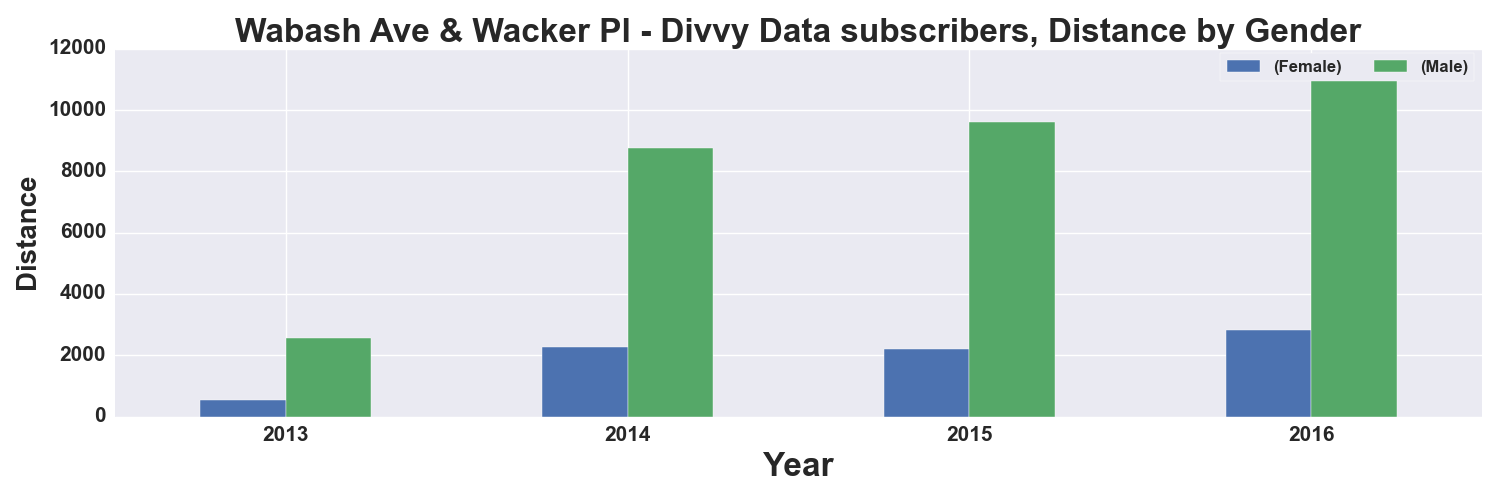 Wabash Ave & Wacker Pl - Divvy Data subscribers, Distance by Gender
12000
10000
8000
6000
4000
2000
0
Distance
(Female) (Male)
2013 2014 2015 2016
Year